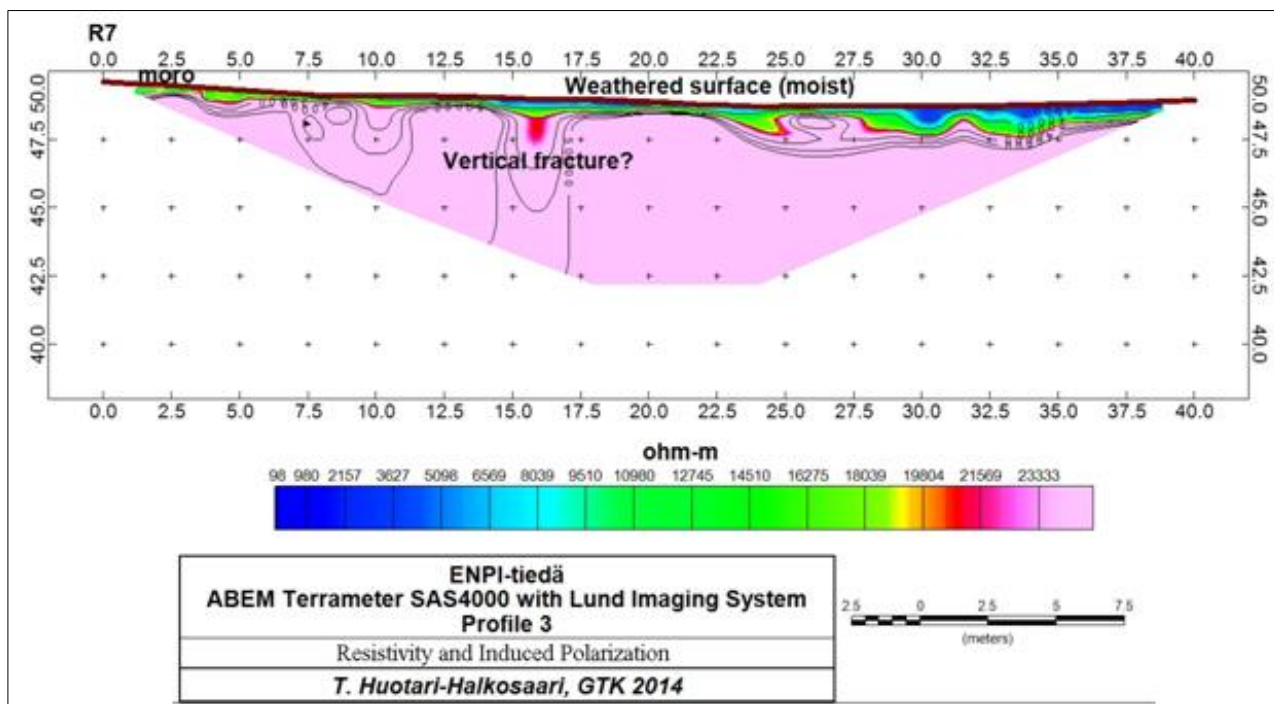 R7
0.0 2.5 5.0 7.5 10.0 12.5 15.0 17.5 20.0 22.5 25.0 27.5 30.0 32.5 35.0 37.5 40.0
moro
Weathered surface (moist)
50.0 50.0
47.5 47.5
Vertical fracture?
45.0 45.0
42.5 42.5
40.0 40.0
0.0 2.5 5.0 7.5 10.0 12.5 15.0 17.5 20.0 22.5 25.0 27.5 30.0 32.5 35.0 37.5 40.0
ohm-m
98 980 2157 3627 5098 6569 8039 9510 10980 12745 14510 16275 18039 19804 21569 23333
ENPI-tiedä
ABEM Terrameter SAS4000 with Lund Imaging System
Profile 3
Resistivity and Induced Polarization
T. Huotari-Halkosaari, GTK 2014
2.5 0 2.5 5 7.5
(meters)